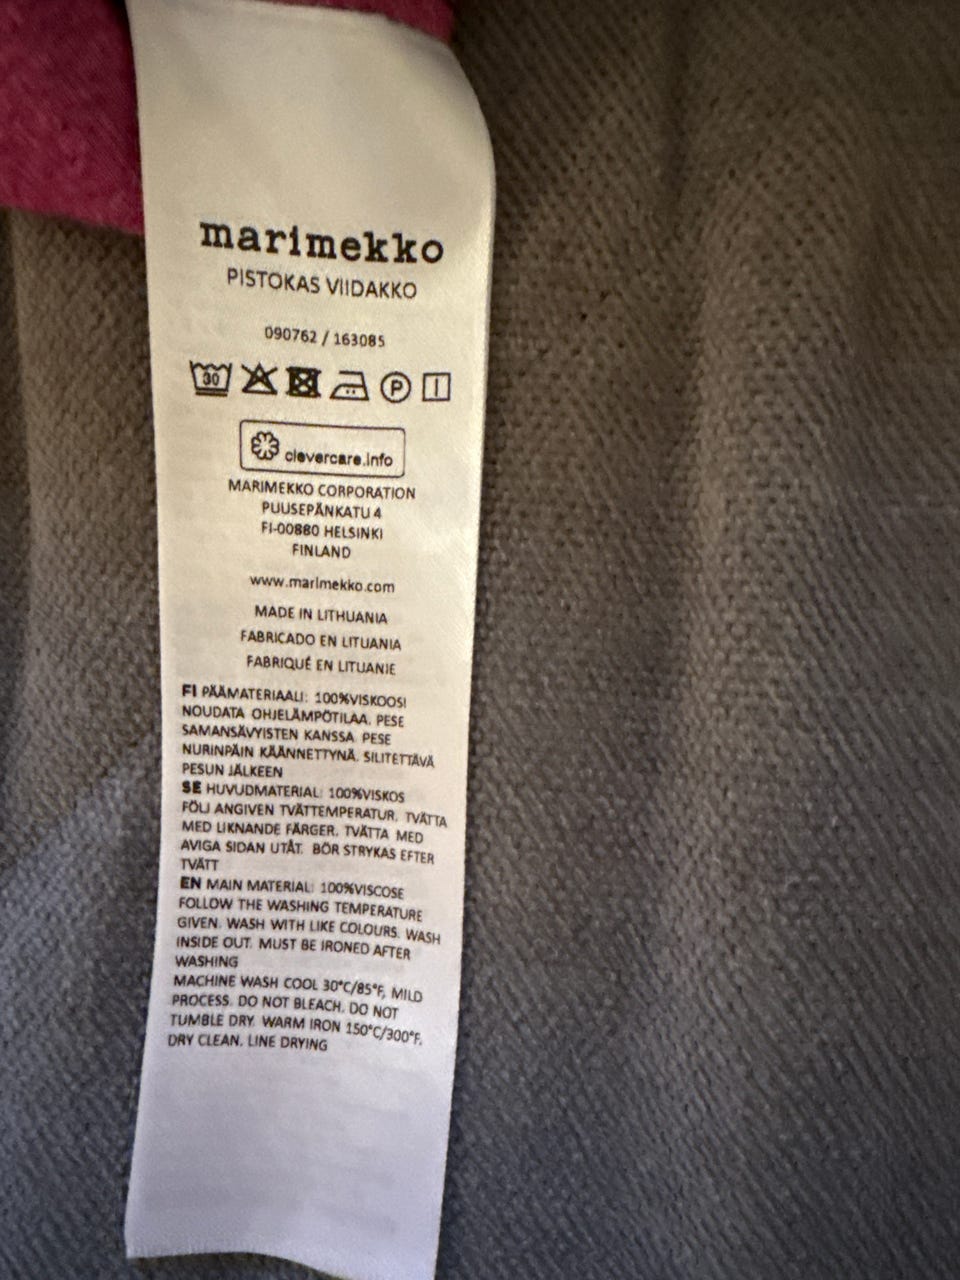 marimekko
PISTOKAS VIIDAKKO
090762 / 163085
30 P
clevercare.info
MARIMEKKO CORPORATION
PUUSEPÄNKATU 4
FI-00880 HELSINKI
FINLAND
www.marimekko.com
MADE IN LITHUANIA
FABRICADO EN LITUANIA
FABRIQUÉ EN LITUANIE
FI PÄÄMATERIAALI: 100%VISKOOSI
NOUDATA OHJELÄMPÖTILAA. PESE
SAMANSÄVYISTEN KANSSA. PESE
NURINPÄIN KÄÄNNETTYNÄ. SILITETTÄVÄ
PESUN JÄLKEEN
SE HUVUDMATERIAL: 100%VISKOS
FÖLJ ANGIVEN TVÄTTEMPERATUR. TVÄTTA
MED LIKNANDE FÄRGER. TVÄTTA MED
AVIGA SIDAN UTÅT. BÖR STRYKAS EFTER
TVÄTT
EN MAIN MATERIAL: 100%VISCOSE
FOLLOW THE WASHING TEMPERATURE
GIVEN. WASH WITH LIKE COLOURS. WASH
INSIDE OUT. MUST BE IRONED AFTER
WASHING
MACHINE WASH COOL 30°C/85°F, MILD
PROCESS. DO NOT BLEACH. DO NOT
TUMBLE DRY. WARM IRON 150°C/300°F.
DRY CLEAN. LINE DRYING